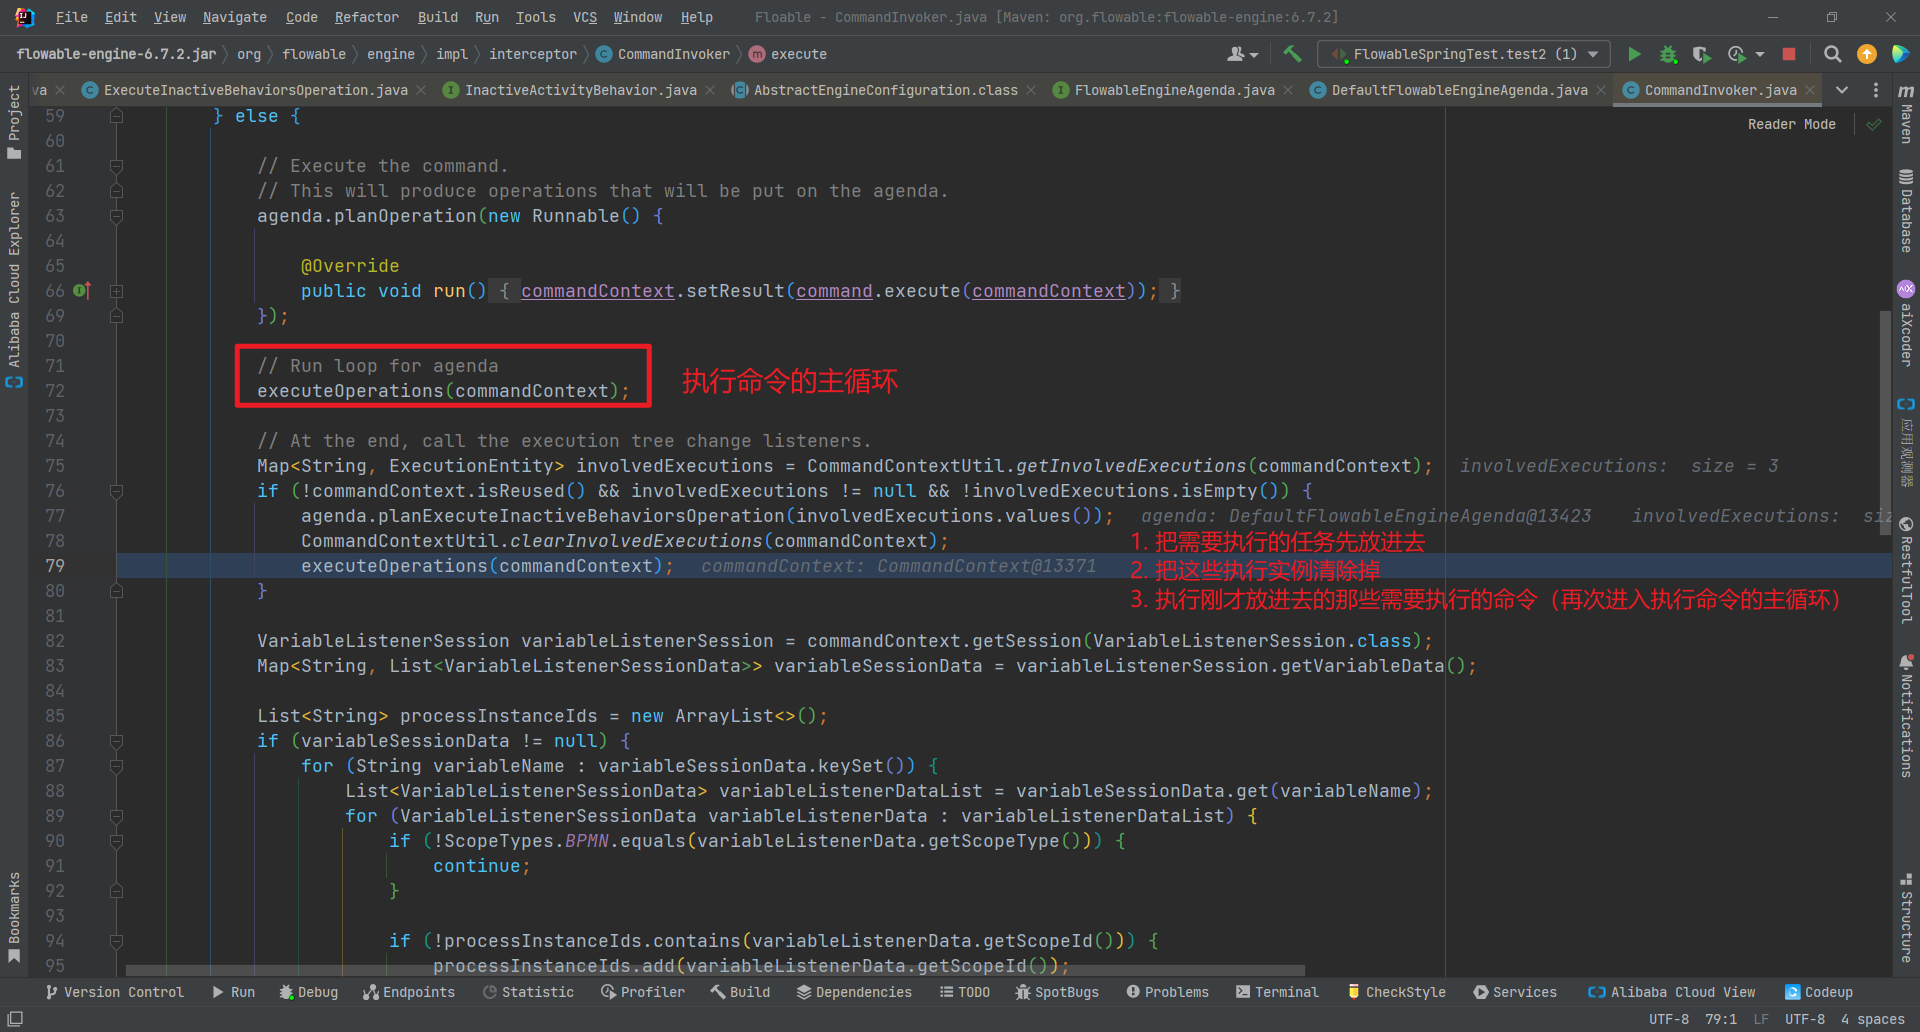 File Edit View Navigate Code Refactor Build Run Tools VCS Window Help Floable - CommandInvoker.java [Maven: org.flowable:flowable-engine:6.7.2]
flowable-engine-6.7.2.jar org flowable engine impl interceptor CommandInvoker execute FlowableSpringTest.test2 (1)
va ExecuteInactiveBehaviorsOperation.java InactiveActivityBehavior.java AbstractEngineConfiguration.class FlowableEngineAgenda.java DefaultFlowableEngineAgenda.java CommandInvoker.java
Reader Mode
59 } else {
60
61 // Execute the command.
62 // This will produce operations that will be put on the agenda.
63 agenda.planOperation(new Runnable() {
64
65 @Override
66 public void run() { commandContext.setResult(command.execute(commandContext)); }
69 });
70
71 // Run loop for agenda
72 executeOperations(commandContext);
执行命令的主循环
73
74 // At the end, call the execution tree change listeners.
75 Map<String, ExecutionEntity> involvedExecutions = CommandContextUtil.getInvolvedExecutions(commandContext); involvedExecutions: size = 3
76 if (!commandContext.isReused() && involvedExecutions != null && !involvedExecutions.isEmpty()) {
77 agenda.planExecuteInactiveBehaviorsOperation(involvedExecutions.values()); agenda: DefaultFlowableEngineAgenda@13423 involvedExecutions: siz
78 CommandContextUtil.clearInvolvedExecutions(commandContext);
1. 把需要执行的任务先放进去
79 executeOperations(commandContext); commandContext: CommandContext@13371
2. 把这些执行实例清除掉
80 }
3. 执行刚才放进去的那些需要执行的命令（再次进入执行命令的主循环）
81
82 VariableListenerSession variableListenerSession = commandContext.getSession(VariableListenerSession.class);
83 Map<String, List<VariableListenerSessionData>> variableSessionData = variableListenerSession.getVariableData();
84
85 List<String> processInstanceIds = new ArrayList<>();
86 if (variableSessionData != null) {
87 for (String variableName : variableSessionData.keySet()) {
88 List<VariableListenerSessionData> variableListenerDataList = variableSessionData.get(variableName);
89 for (VariableListenerSessionData variableListenerData : variableListenerDataList) {
90 if (!ScopeTypes.BPMN.equals(variableListenerData.getScopeType())) {
91 continue;
92 }
93
94 if (!processInstanceIds.contains(variableListenerData.getScopeId())) {
95 processInstanceIds.add(variableListenerData.getScopeId());
Project
Alibaba Cloud Explorer
Bookmarks
Maven
Database
aiXcoder
应用观测器
RestfulTool
Notifications
Structure
Version Control Run Debug Endpoints Statistic Profiler Build Dependencies TODO SpotBugs Problems Terminal CheckStyle Services Alibaba Cloud View Codeup
UTF-8 79:1 LF UTF-8 4 spaces